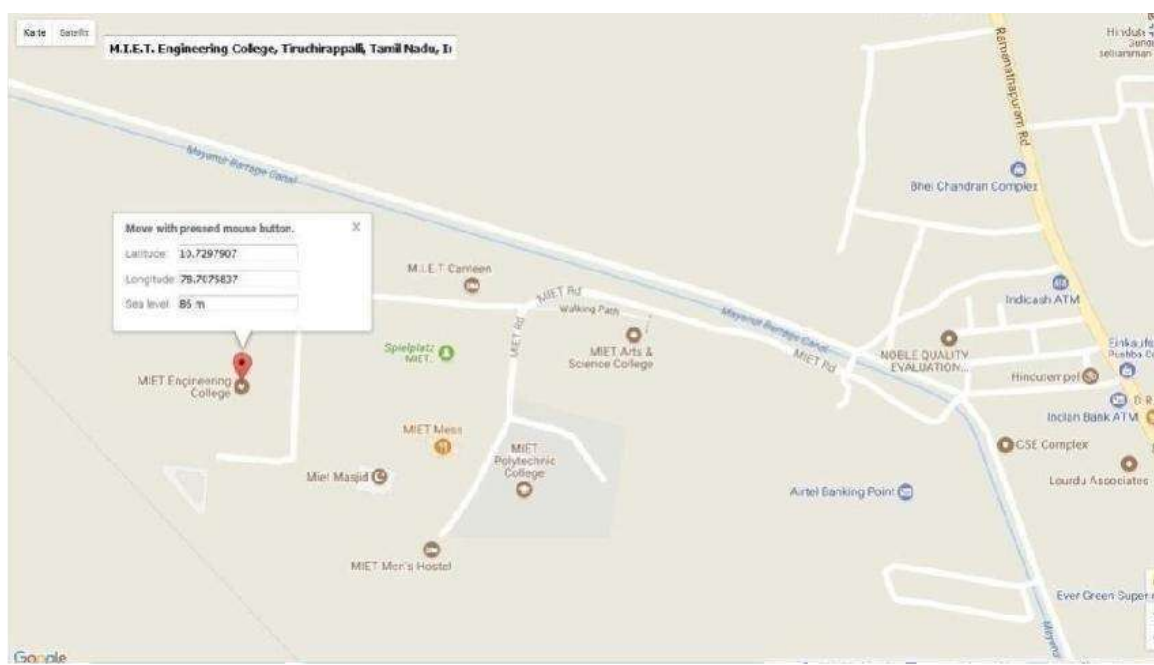 Karte Satellit
M.I.E.T. Engineering College, Tiruchirappalli, Tamil Nadu, I
Ramanathapuram Rd
Mayanur Barrage Canal
Bhel Chandran Complex
Move with pressed mouse button.
X
Latitude 10.7297907
Longitude
Sea level 86 m
M.I.E.T Canteen
Indicash ATM
MIET Rd
Walking Path
Mayanur Barrage Canal
MIET Rd
Spielplatz
MIET.
MIET Arts &
Science College
MIET Rd
NOBLE QUALITY
EVALUATION...
Einkaufs
Hindutempel
MIET Engineering
College
Indian Bank ATM
MIET Mess
MIET
Polytechnic
College
GSE Complex
Miet Masjid
Lourdu Associates
Airtel Banking Point
MIET Men's Hostel
Ever Green Super
Mayanu
Google